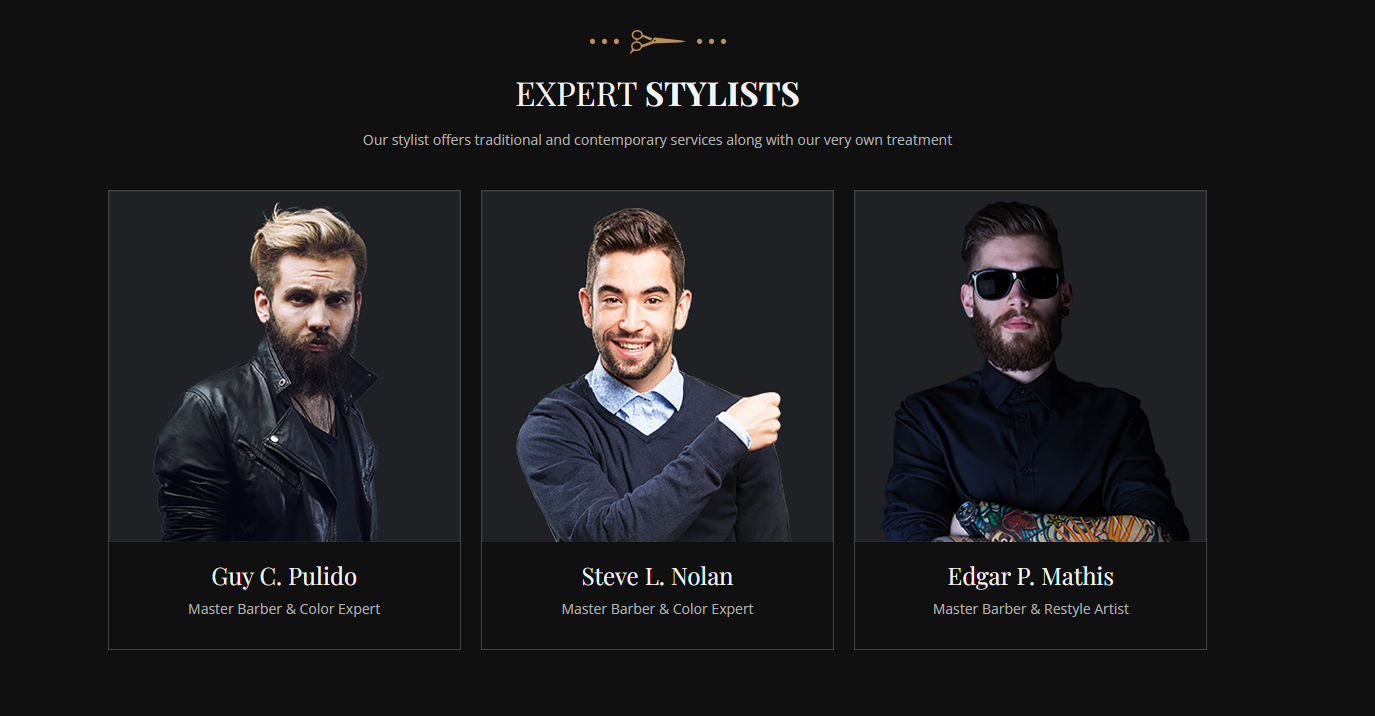 EXPERT STYLISTS
Our stylist offers traditional and contemporary services along with our very own treatment
Guy C. Pulido
Master Barber & Color Expert
Steve L. Nolan
Master Barber & Color Expert
Edgar P. Mathis
Master Barber & Restyle Artist